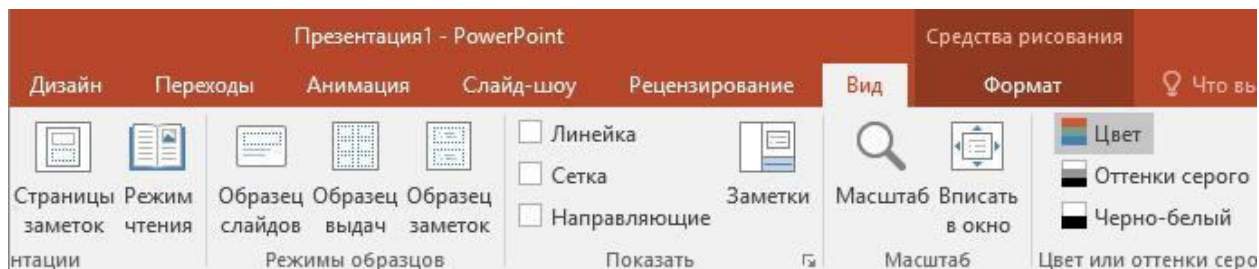 Презентация1 - PowerPoint
Средства рисования
Дизайн Переходы Анимация Слайд-шоу Рецензирование Вид Формат Что вы
Страницы заметок
Режим чтения
Образец слайдов
Образец выдач
Образец заметок
Линейка
Сетка
Направляющие
Заметки
Масштаб
Вписать в окно
Цвет
Оттенки серого
Черно-белый
нтации
Режимы образцов
Показать
Масштаб
Цвет или оттенки серо